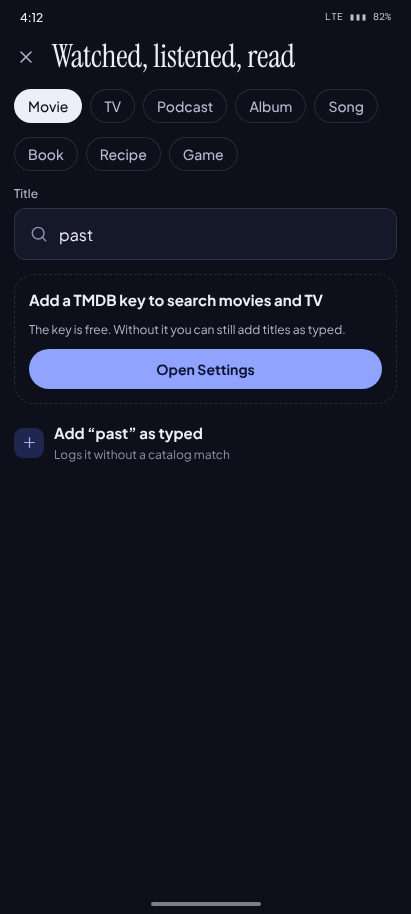 4:12
LTE 82%
Watched, listened, read
Movie TV Podcast Album Song
Book Recipe Game
Title
past
Add a TMDB key to search movies and TV
The key is free. Without it you can still add titles as typed.
Open Settings
Add “past” as typed
Logs it without a catalog match